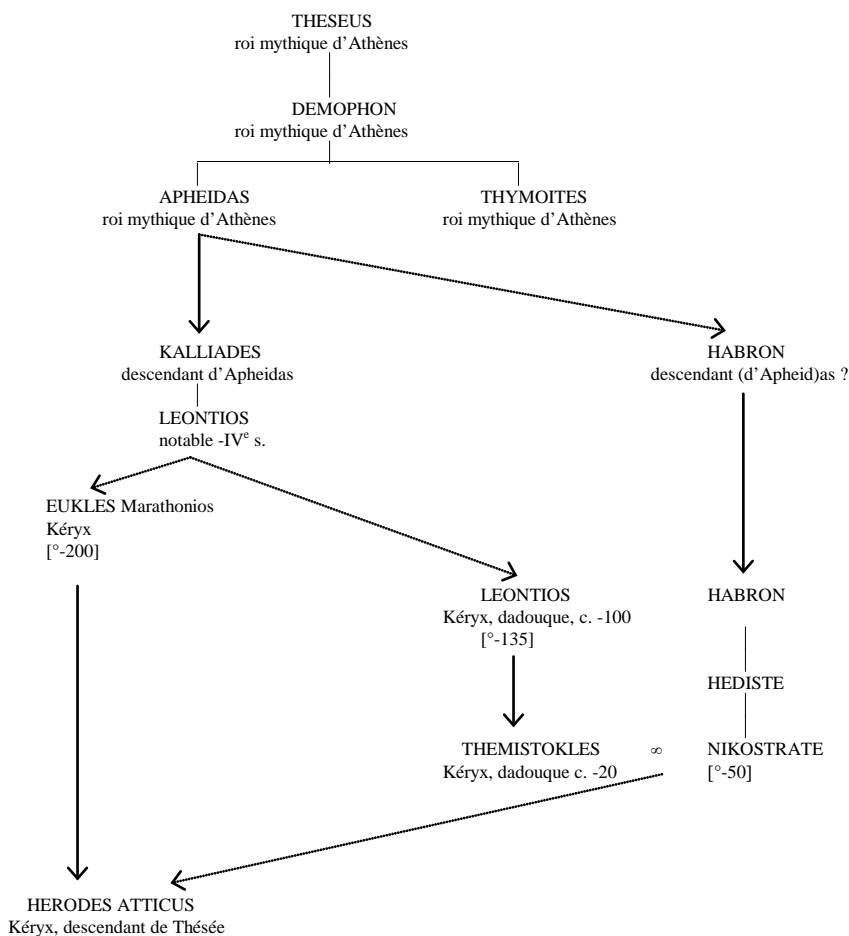 THESEUS
roi mythique d’Athènes
DEMOPHON
roi mythique d’Athènes
APHEIDAS
roi mythique d’Athènes
THYMOITES
roi mythique d’Athènes
KALLIADES
descendant d’Apheidas
HABRON
descendant (d’Apheid)as ?
LEONTIOS
notable -IVe s.
EUKLES Marathonios
Kéryx
[°-200]
LEONTIOS
Kéryx, dadouque, c. -100
[°-135]
HABRON
HEDISTE
THEMISTOKLES ∞ NIKOSTRATE
Kéryx, dadouque c. -20 [°-50]
HERODES ATTICUS
Kéryx, descendant de Thésée